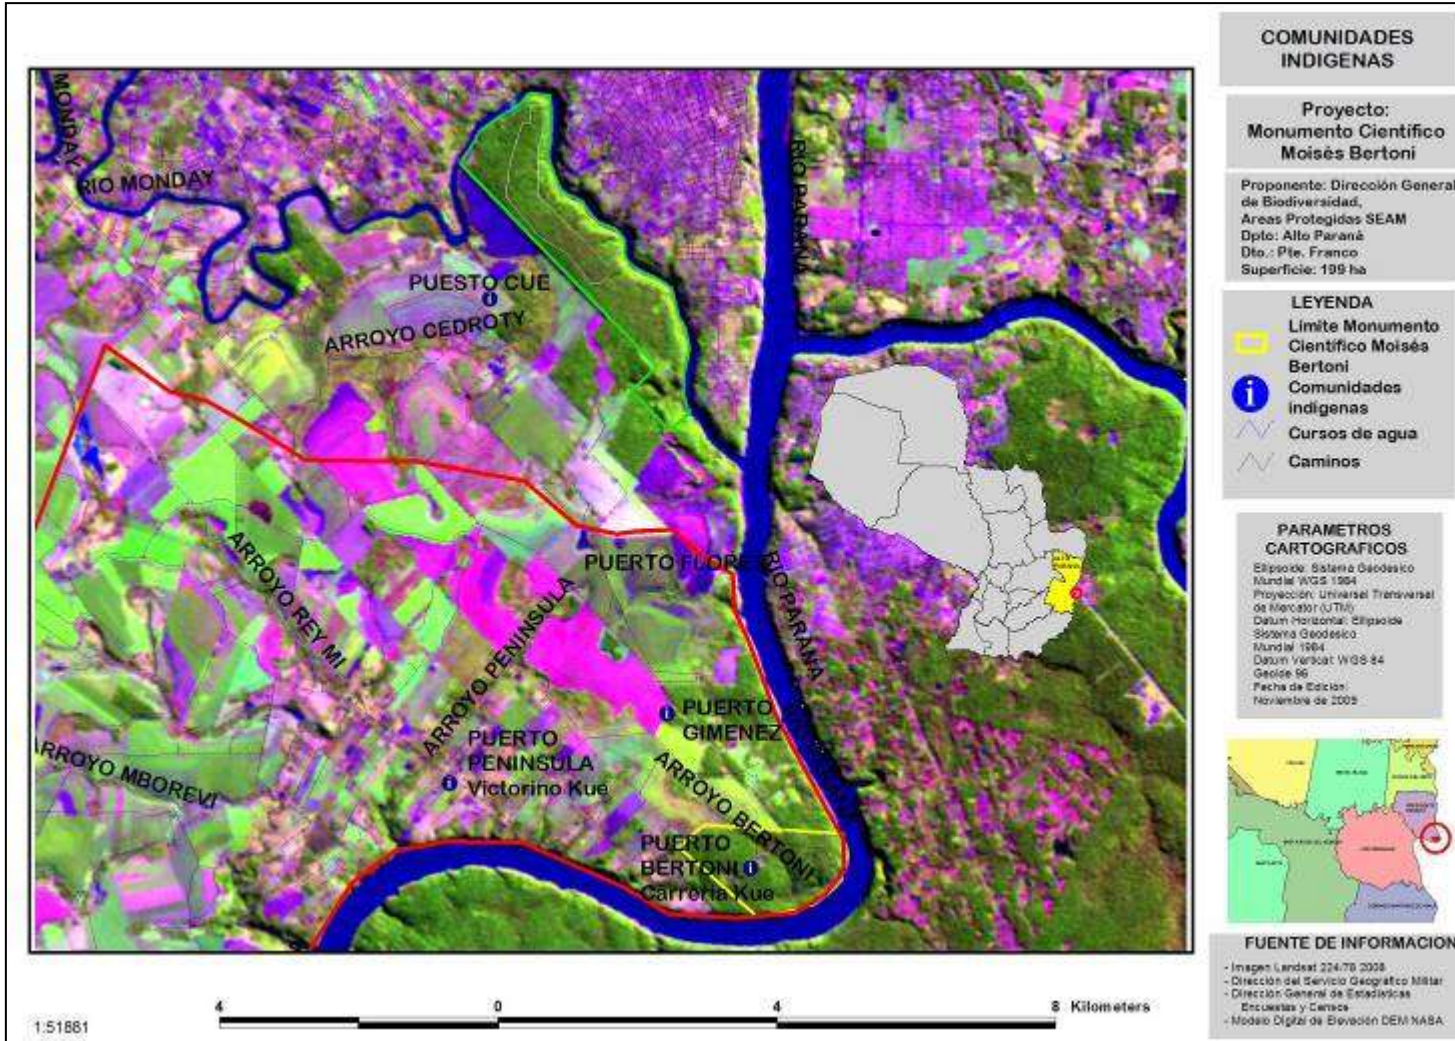 COMUNIDADES
INDIGENAS
Proyecto:
Monumento Científico
Moisés Bertoni
Proponente: Dirección General
de Biodiversidad,
Areas Protegidas SEAM
Dpto: Alto Paraná
Dto.: Pte. Franco
Superficie: 199 ha
LEYENDA
Limite Monumento
Científico Moisés
Bertoni
Comunidades
indigenas
Cursos de agua
Caminos
PARAMETROS
CARTOGRAFICOS
Elipsoide: Sistema Geodesico
Mundial WGS 1984
Proyección: Universal Transversal
de Mercator (UTM)
Datum Horizontal: Elipsoide
Sistema Geodesico
Mundial 1984
Datum Vertical: WGS 84
Geoide 96
Fecha de Edición:
Noviembre de 2009
FUENTE DE INFORMACION
- Imagen Landsat 224-78 2008
- Dirección del Servicio Geográfico Militar
- Dirección General de Estadisticas
Encuestas y Censos
- Modelo Digital de Elevación DEM NASA
MONDAY
RIO MONDAY
RIO PARANA
PUESTO CUE
ARROYO CEDROTY
PUERTO FLORE
RIO PARANA
ARROYO REY MI
ARROYO PENINSULA
PUERTO
GIMENEZ
PUERTO
PENINSULA
Victorino Kue
ARROYO MBOREVI
ARROYO BERTONI
PUERTO
BERTONI
Carreria Kue
4 0 4 8 Kilometers
1:51881